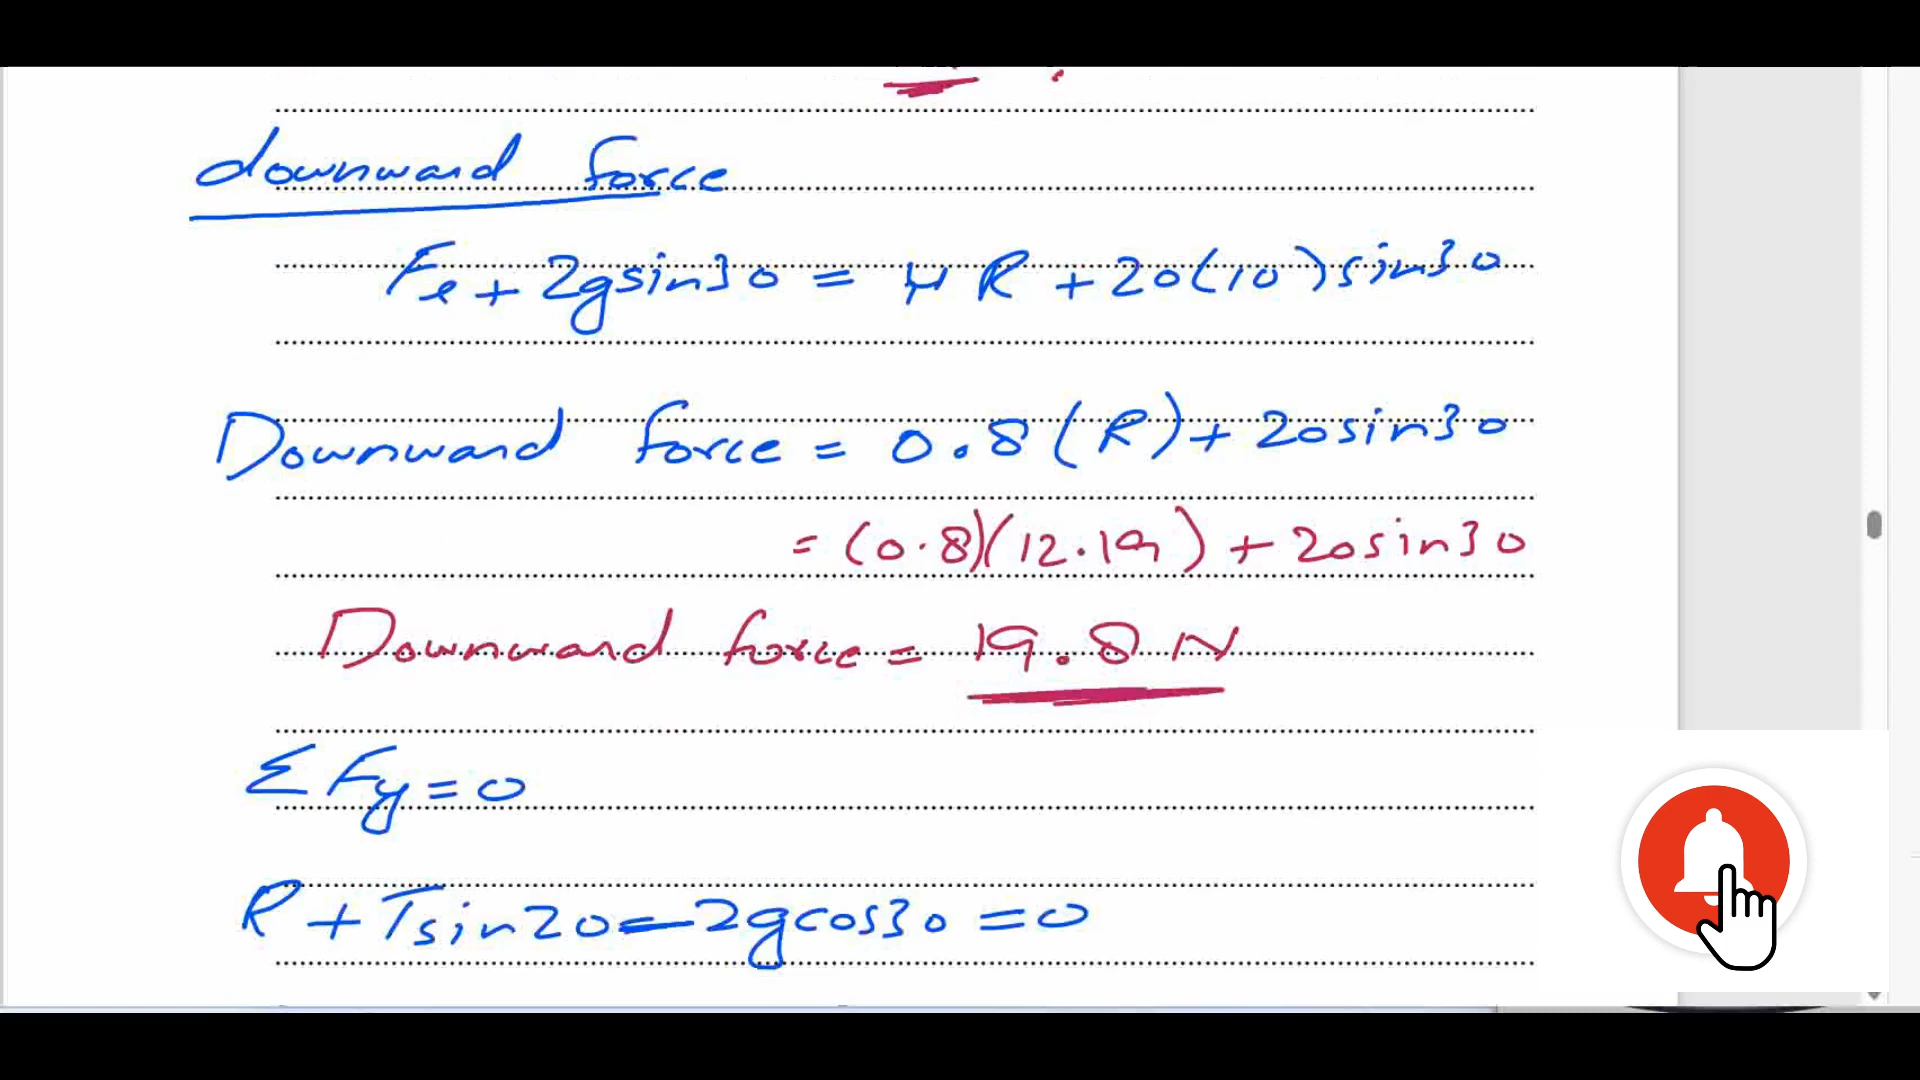 downward force
Fr + 2gsin30 = μR + 20(10)sin30
Downward force = 0.8(R) + 20sin30
= (0.8)(12.19) + 20sin30
Downward force = 19.8 N
ΣFy = 0
R + Tsin20 - 2gcos30 = 0